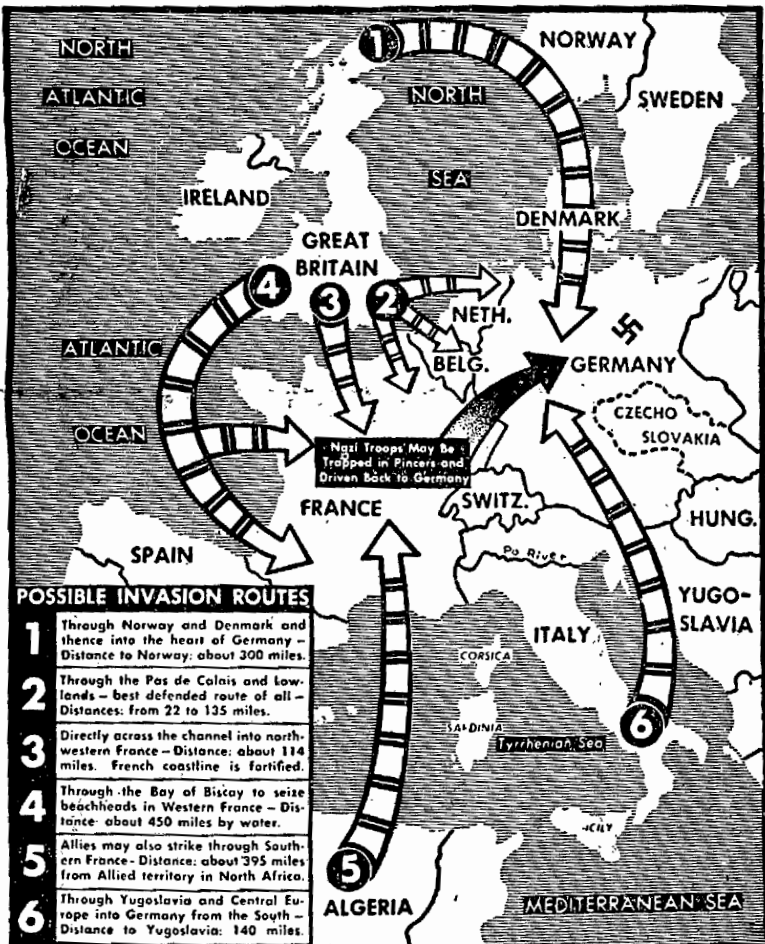 NORTH
ATLANTIC
OCEAN
1
NORTH
SEA
NORWAY
SWEDEN
IRELAND
DENMARK
GREAT
BRITAIN
4
3
2
NETH.
BELG.
ATLANTIC
OCEAN
GERMANY
CZECHO
SLOVAKIA
Nazi Troops May Be
Trapped in Pincers and
Driven Back to Germany
FRANCE
SWITZ.
HUNG.
Po River
SPAIN
YUGO-
SLAVIA
ITALY
CORSICA
SARDINIA
Tyrrhenian Sea
6
SICILY
5
ALGERIA
MEDITERRANEAN SEA
POSSIBLE INVASION ROUTES
1
Through Norway and Denmark and
thence into the heart of Germany –
Distance to Norway: about 300 miles.
2
Through the Pas de Calais and Low-
lands – best defended route of all –
Distances: from 22 to 135 miles.
3
Directly across the channel into north-
western France – Distance: about 114
miles. French coastline is fortified.
4
Through the Bay of Biscay to seize
beachheads in Western France – Dis-
tance about 450 miles by water.
5
Allies may also strike through South-
ern France - Distance: about 395 miles
from Allied territory in North Africa.
6
Through Yugoslavia and Central Eu-
rope into Germany from the South –
Distance to Yugoslavia: 140 miles.